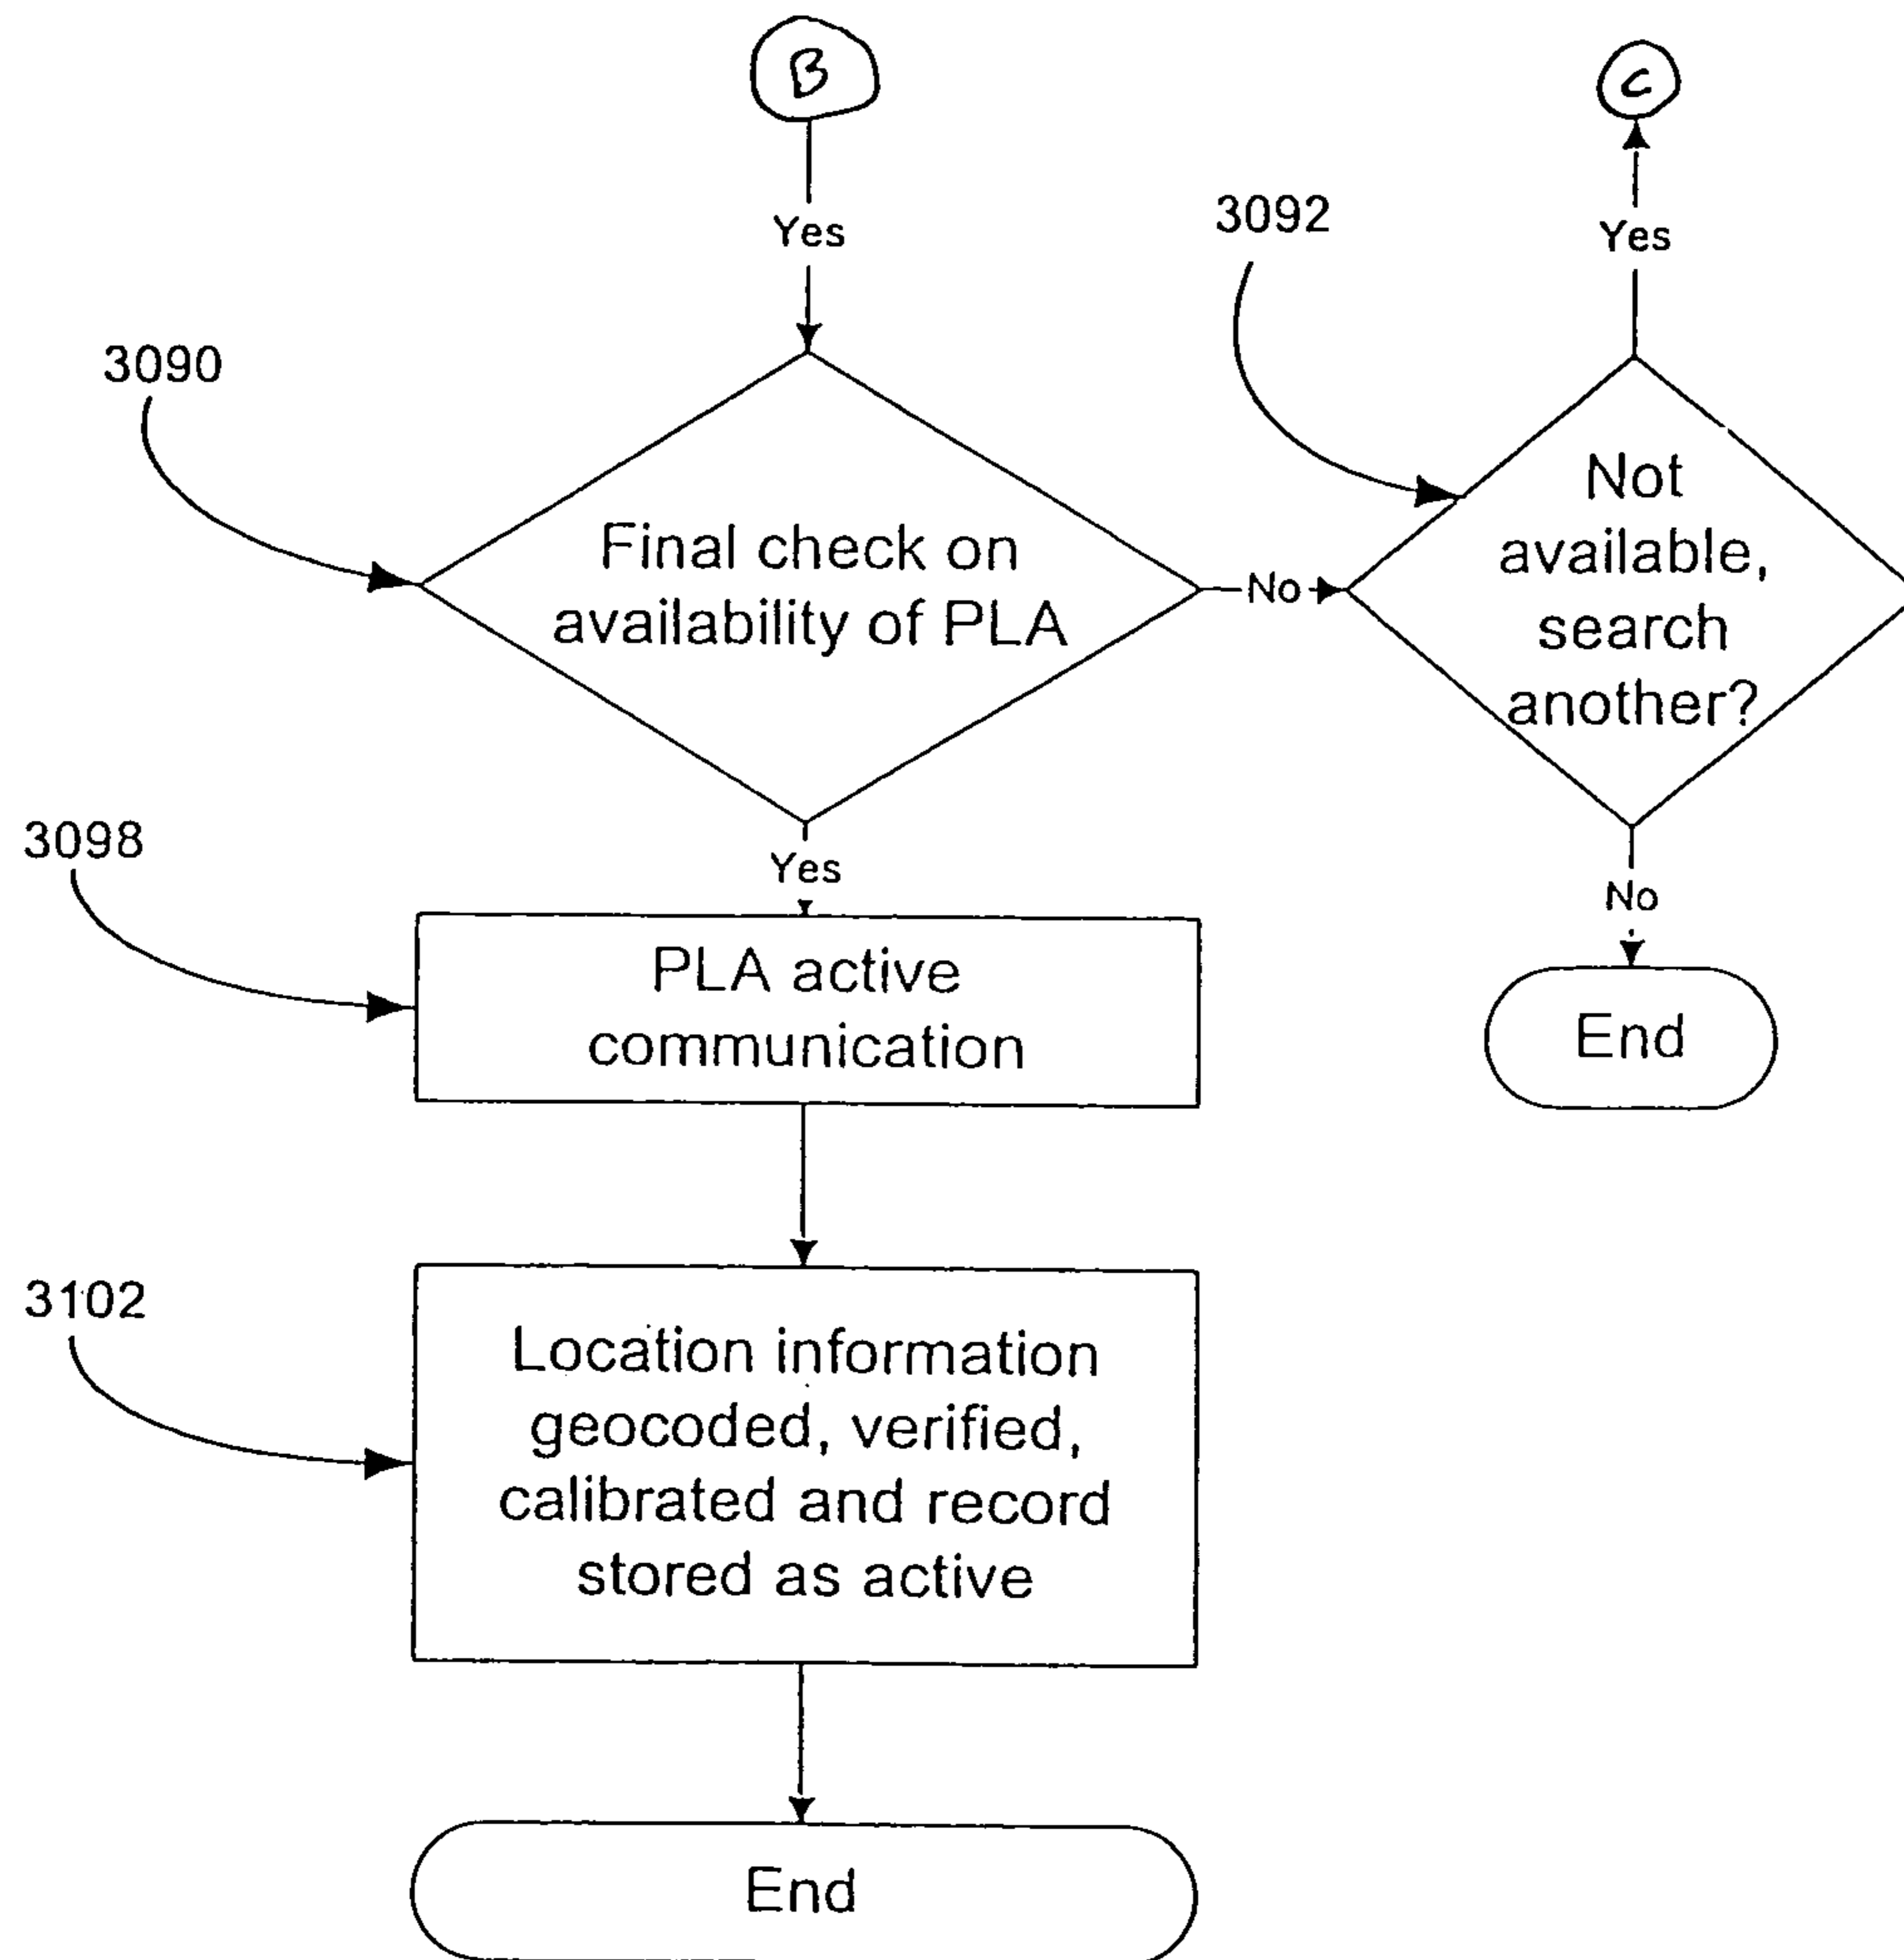 B
C
Yes
Yes
3092
3090
Final check on
availability of PLA
No
Not
available,
search
another?
3098
Yes
No
PLA active
communication
End
3102
Location information
geocoded, verified,
calibrated and record
stored as active
End